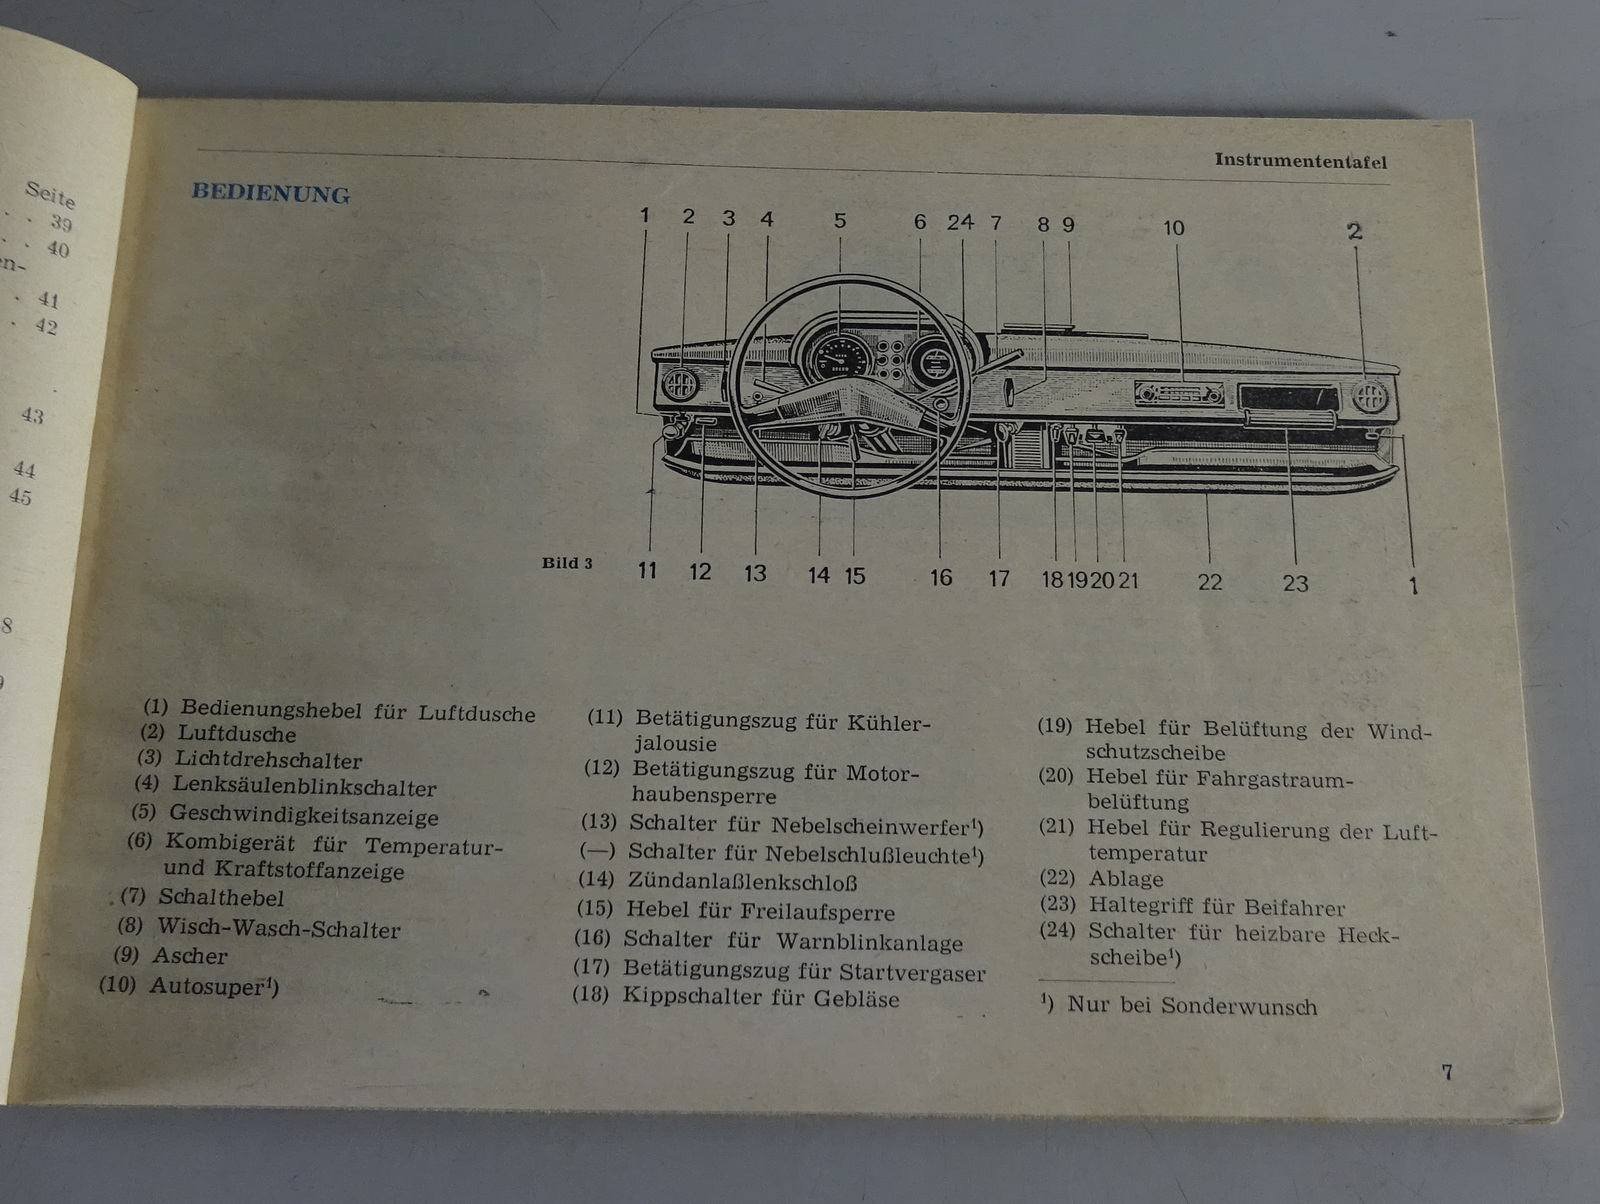 Seite
. . 39
. . 40
en-
. 41
. 42
43
44
45
8
9
Instrumententafel
BEDIENUNG
1 2 3 4 5 6 24 7 8 9 10 2
Bild 3
11 12 13 14 15 16 17 18 19 20 21 22 23 1
(1) Bedienungshebel für Luftdusche
(2) Luftdusche
(3) Lichtdrehschalter
(4) Lenksäulenblinkschalter
(5) Geschwindigkeitsanzeige
(6) Kombigerät für Temperatur-
und Kraftstoffanzeige
(7) Schalthebel
(8) Wisch-Wasch-Schalter
(9) Ascher
(10) Autosuper¹)
(11) Betätigungszug für Kühler-
jalousie
(12) Betätigungszug für Motor-
haubensperre
(13) Schalter für Nebelscheinwerfer¹)
(—) Schalter für Nebelschlußleuchte¹)
(14) Zündanlaßlenkschloß
(15) Hebel für Freilaufsperre
(16) Schalter für Warnblinkanlage
(17) Betätigungszug für Startvergaser
(18) Kippschalter für Gebläse
(19) Hebel für Belüftung der Wind-
schutzscheibe
(20) Hebel für Fahrgastraum-
belüftung
(21) Hebel für Regulierung der Luft-
temperatur
(22) Ablage
(23) Haltegriff für Beifahrer
(24) Schalter für heizbare Heck-
scheibe¹)
¹) Nur bei Sonderwunsch
7